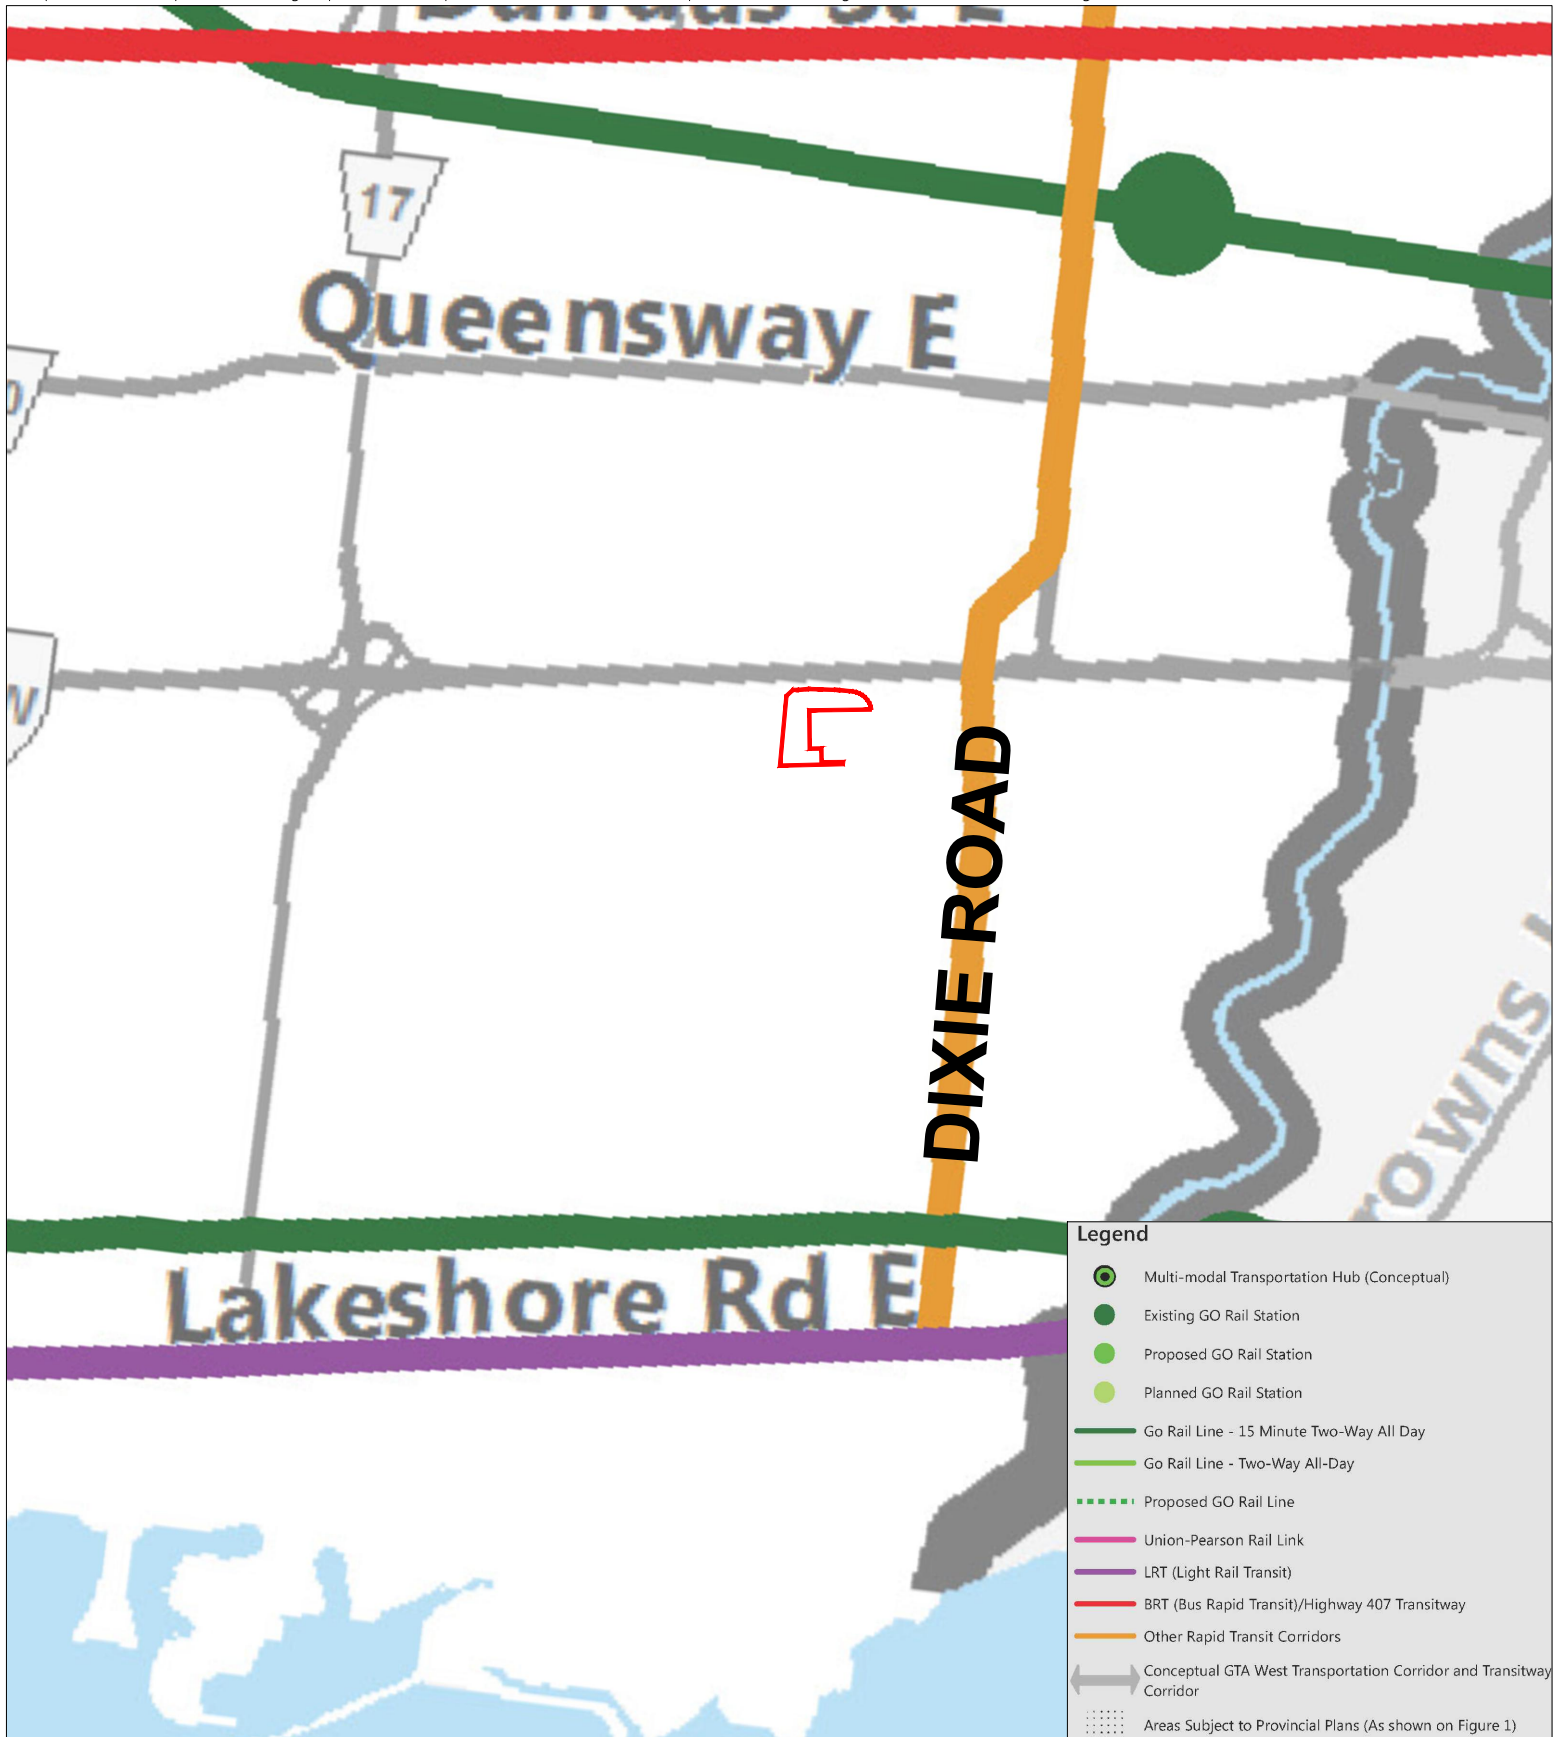 Dundas St E
17
Queensway E
0
W
DIXIE ROAD
owns
Lakeshore Rd E
Legend
Multi-modal Transportation Hub (Conceptual)
Existing GO Rail Station
Proposed GO Rail Station
Planned GO Rail Station
Go Rail Line - 15 Minute Two-Way All Day
Go Rail Line - Two-Way All-Day
Proposed GO Rail Line
Union-Pearson Rail Link
LRT (Light Rail Transit)
BRT (Bus Rapid Transit)/Highway 407 Transitway
Other Rapid Transit Corridors
Conceptual GTA West Transportation Corridor and Transitway
Corridor
Areas Subject to Provincial Plans (As shown on Figure 1)